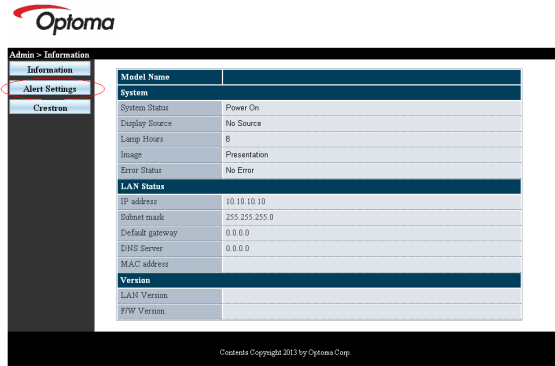 Optoma
Admin > Information
Information
Alert Settings
Crestron
Model Name
System
System Status Power On
Display Source No Source
Lamp Hours 8
Image Presentation
Error Status No Error
LAN Status
IP address 10.10.10.10
Subnet mask 255.255.255.0
Default gateway 0.0.0.0
DNS Server 0.0.0.0
MAC address
Version
LAN Version
F/W Version
Contents Copyright 2013 by Optoma Corp.